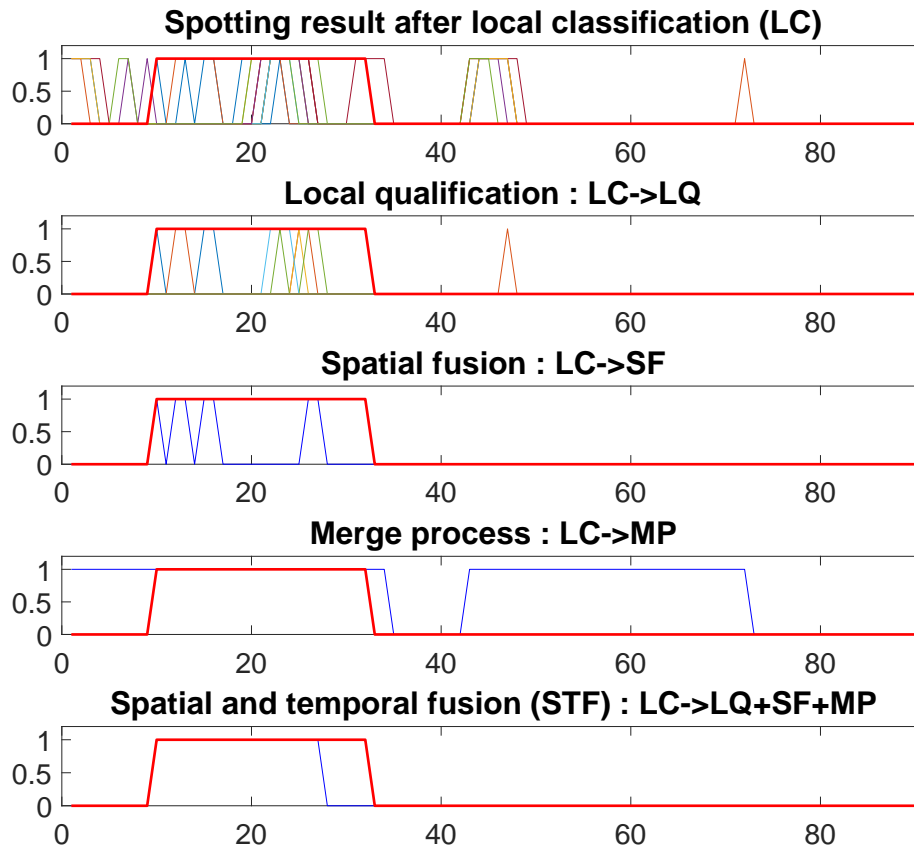 Spotting result after local classification (LC)
1
0.5
0
0 20 40 60 80
Local qualification : LC->LQ
1
0.5
0
0 20 40 60 80
Spatial fusion : LC->SF
1
0.5
0
0 20 40 60 80
Merge process : LC->MP
1
0.5
0
0 20 40 60 80
Spatial and temporal fusion (STF) : LC->LQ+SF+MP
1
0.5
0
0 20 40 60 80